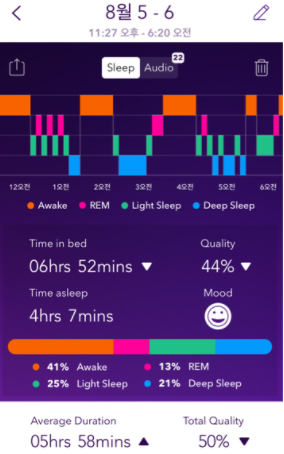 8월 5 - 6
11:27 오후 - 6:20 오전
Sleep Audio 22
12오전 1오전 2오전 3오전 4오전 5오전 6오전
Awake REM Light Sleep Deep Sleep
Time in bed Quality
06hrs 52mins ▼ 44% ▼
Time asleep Mood
4hrs 7mins
41% Awake 13% REM
25% Light Sleep 21% Deep Sleep
Average Duration Total Quality
05hrs 58mins ▲ 50% ▼